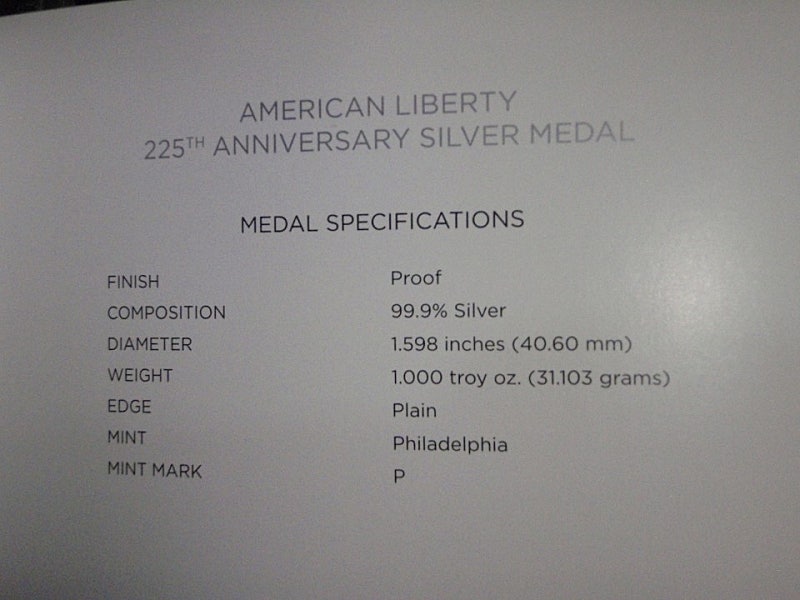 AMERICAN LIBERTY
225TH ANNIVERSARY SILVER MEDAL
MEDAL SPECIFICATIONS
FINISH Proof
COMPOSITION 99.9% Silver
DIAMETER 1.598 inches (40.60 mm)
WEIGHT 1.000 troy oz. (31.103 grams)
EDGE Plain
MINT Philadelphia
MINT MARK P